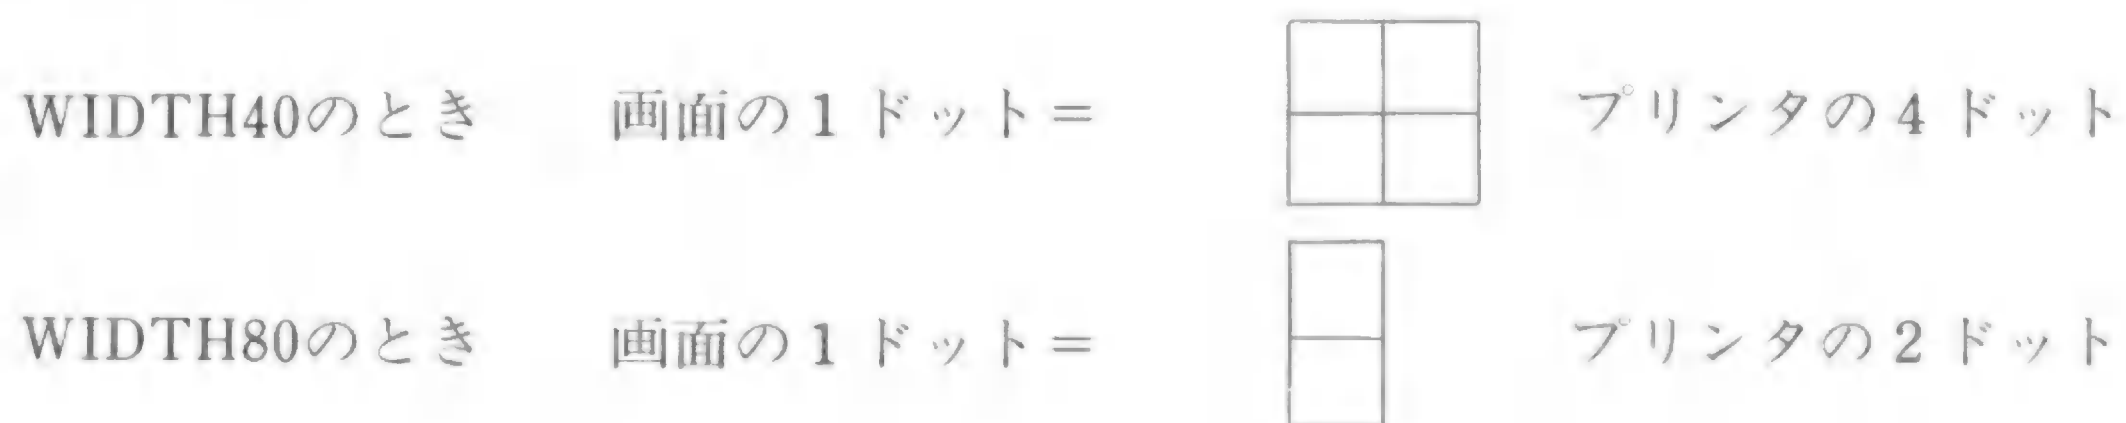 WIDTH40のとき 画面の1ドット= プリンタの4ドット
WIDTH80のとき 画面の1ドット= プリンタの2ドット